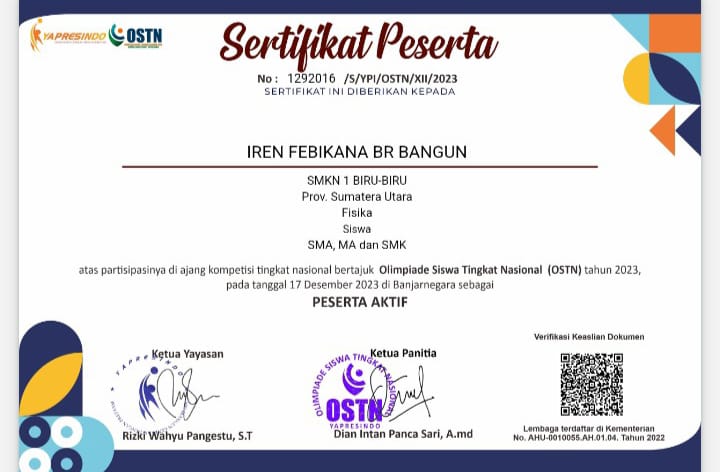 YAPRESINDO OSTN
Sertifikat Peserta
No : 1292016 /S/YPI/OSTN/XII/2023
SERTIFIKAT INI DIBERIKAN KEPADA
IREN FEBIKANA BR BANGUN
SMKN 1 BIRU-BIRU
Prov. Sumatera Utara
Fisika
Siswa
SMA, MA dan SMK
atas partisipasinya di ajang kompetisi tingkat nasional bertajuk Olimpiade Siswa Tingkat Nasional (OSTN) tahun 2023,
pada tanggal 17 Desember 2023 di Banjarnegara sebagai
PESERTA AKTIF
Verifikasi Keaslian Dokumen
Ketua Yayasan
Ketua Panitia
YAPRESINDO
OLIMPIADE SISWA TINGKAT NASIONAL
OSTN
YAPRESINDO
Rizki Wahyu Pangestu, S.T
Dian Intan Panca Sari, A.md
Lembaga terdaftar di Kementerian
No. AHU-0010055.AH.01.04. Tahun 2022